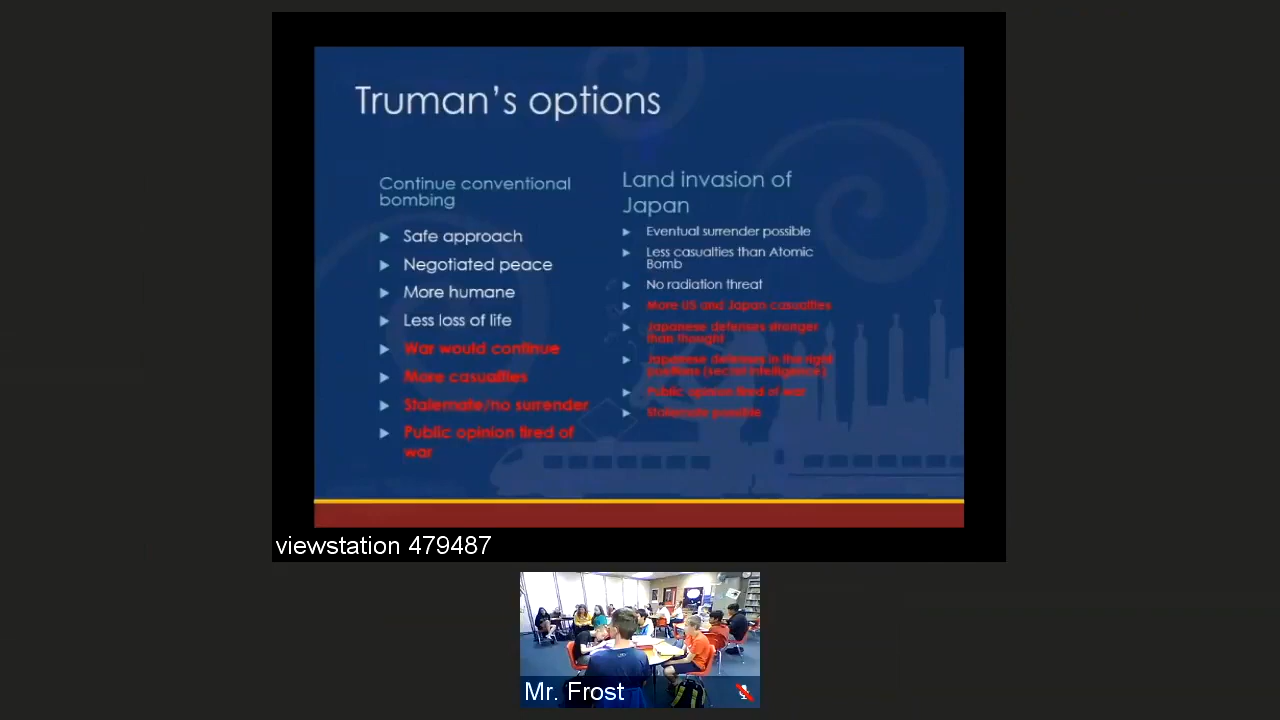 Truman's options
Continue conventional
bombing
Safe approach
Negotiated peace
More humane
Less loss of life
War would continue
More casualties
Stalemate/no surrender
Public opinion tired of
war
Land invasion of
Japan
Eventual surrender possible
Less casualties than Atomic
Bomb
No radiation threat
More US and Japan casualties
Japanese defenses stronger
than thought
Japanese defenses in the right
positions (secret intelligence)
Public opinion tired of war
Stalemate possible
viewstation 479487
Mr. Frost